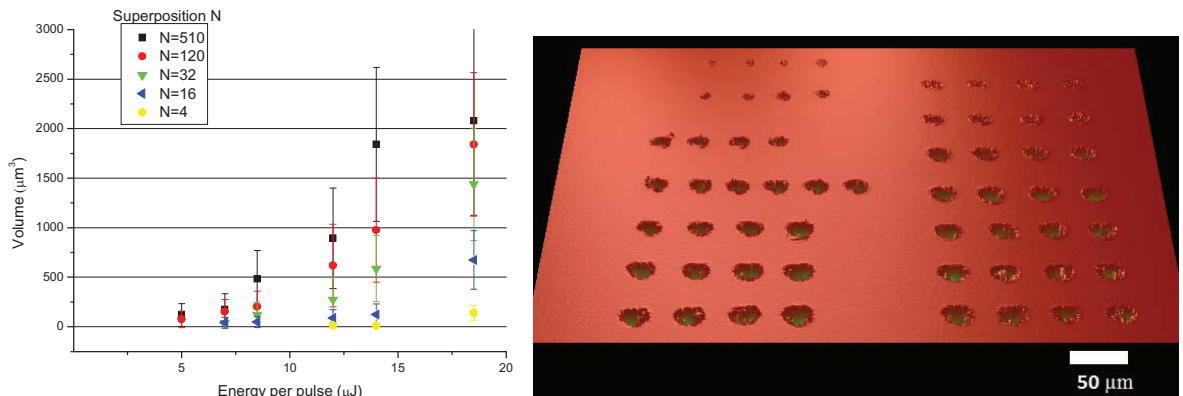 Superposition N
N=510
N=120
N=32
N=16
N=4
3000
2500
2000
1500
1000
500
0
Volume (μm³)
5 10 15 20
Energy per pulse (μJ)
50 μm